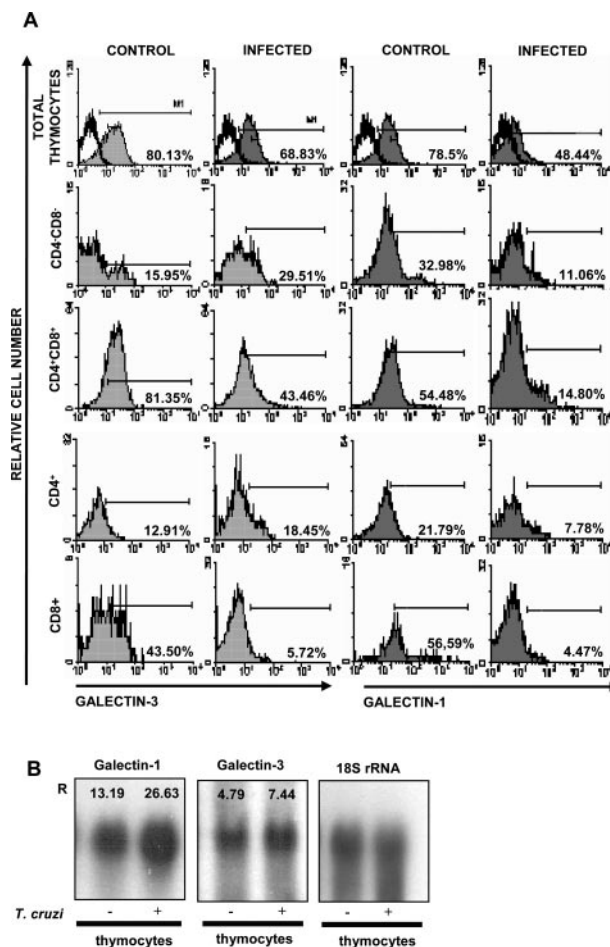 A
CONTROL INFECTED CONTROL INFECTED
RELATIVE CELL NUMBER
TOTAL THYMOCYTES
M1 M1
80.13% 68.83% 78.5% 48.44%
CD4-CD8-
15.95% 29.51% 32.98% 11.06%
CD4+CD8+
81.35% 43.46% 54.48% 14.80%
CD4+
12.91% 18.45% 21.79% 7.78%
CD8+
43.50% 5.72% 56,59% 4.47%
GALECTIN-3 GALECTIN-1
B
Galectin-1 Galectin-3 18S rRNA
R
13.19 26.63 4.79 7.44
T. cruzi - + - + - +
thymocytes thymocytes thymocytes